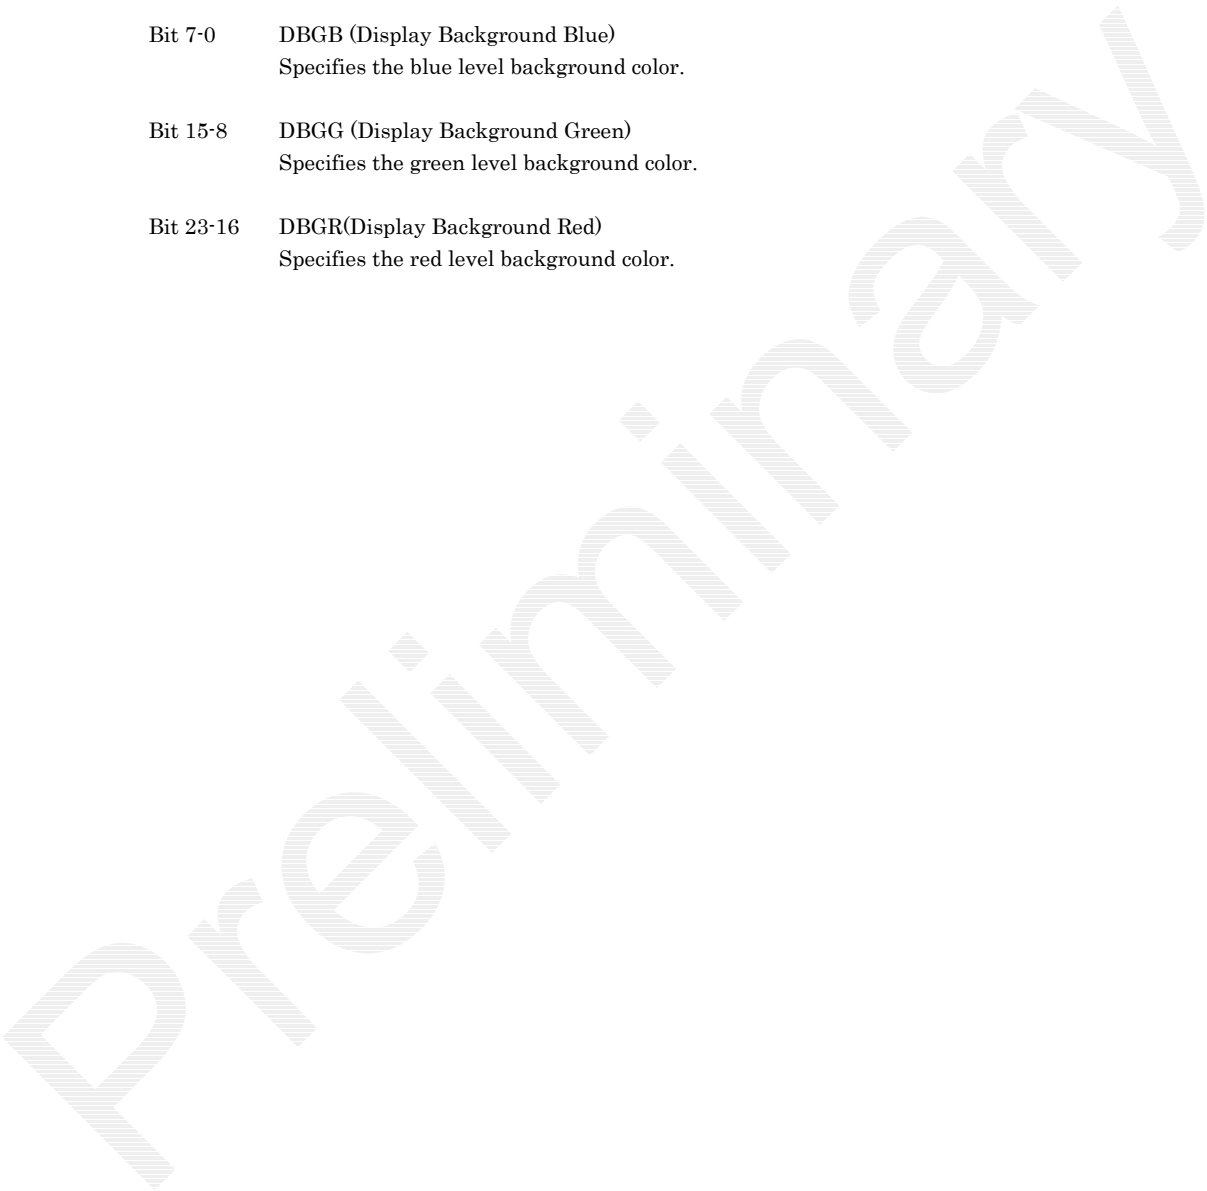 Bit 7-0 DBGB (Display Background Blue)
Specifies the blue level background color.
Bit 15-8 DBGG (Display Background Green)
Specifies the green level background color.
Bit 23-16 DBGR(Display Background Red)
Specifies the red level background color.
Preliminary